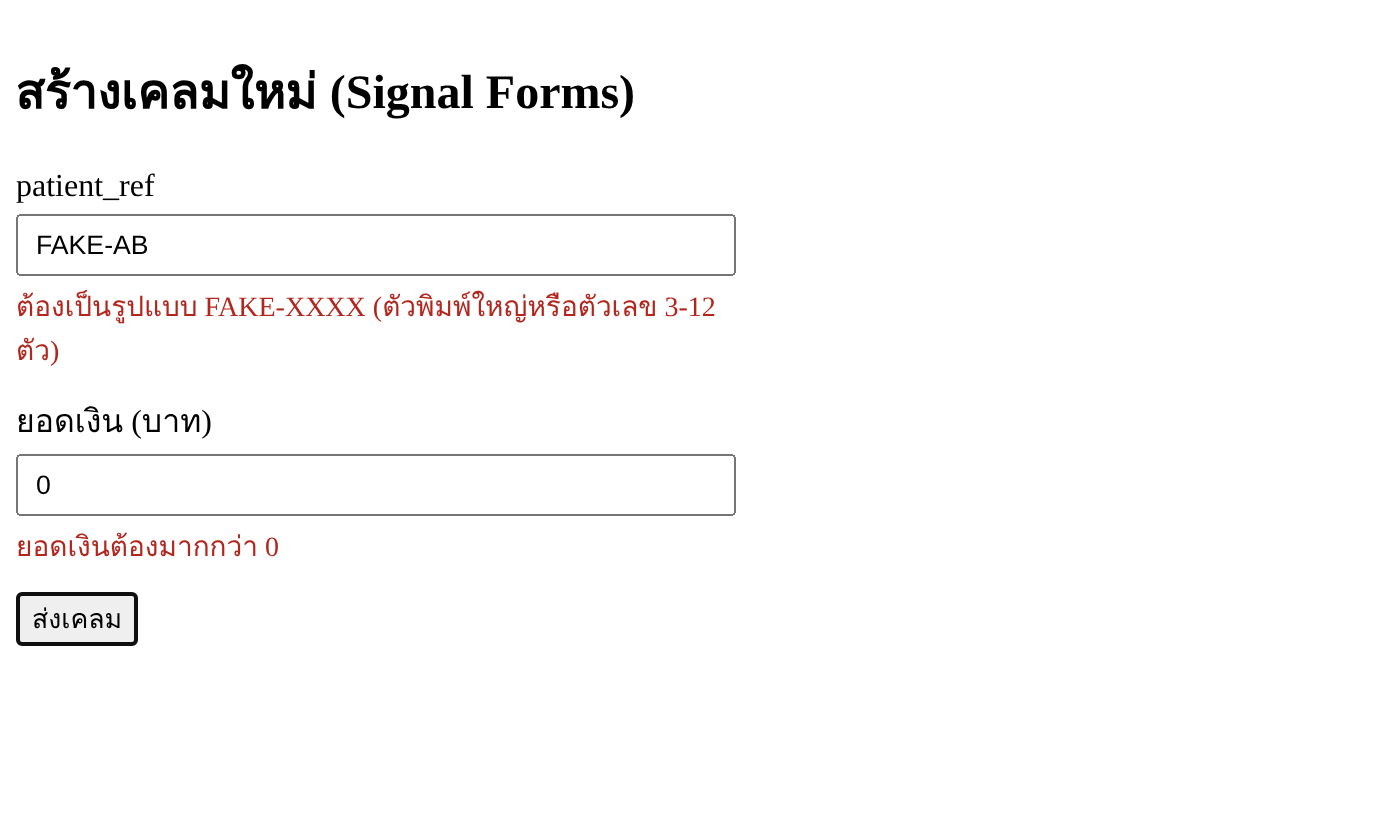 สร้างเคลมใหม่ (Signal Forms)
patient_ref
FAKE-AB
ต้องเป็นรูปแบบ FAKE-XXXX (ตัวพิมพ์ใหญ่หรือตัวเลข 3-12
ตัว)
ยอดเงิน (บาท)
0
ยอดเงินต้องมากกว่า 0
ส่งเคลม